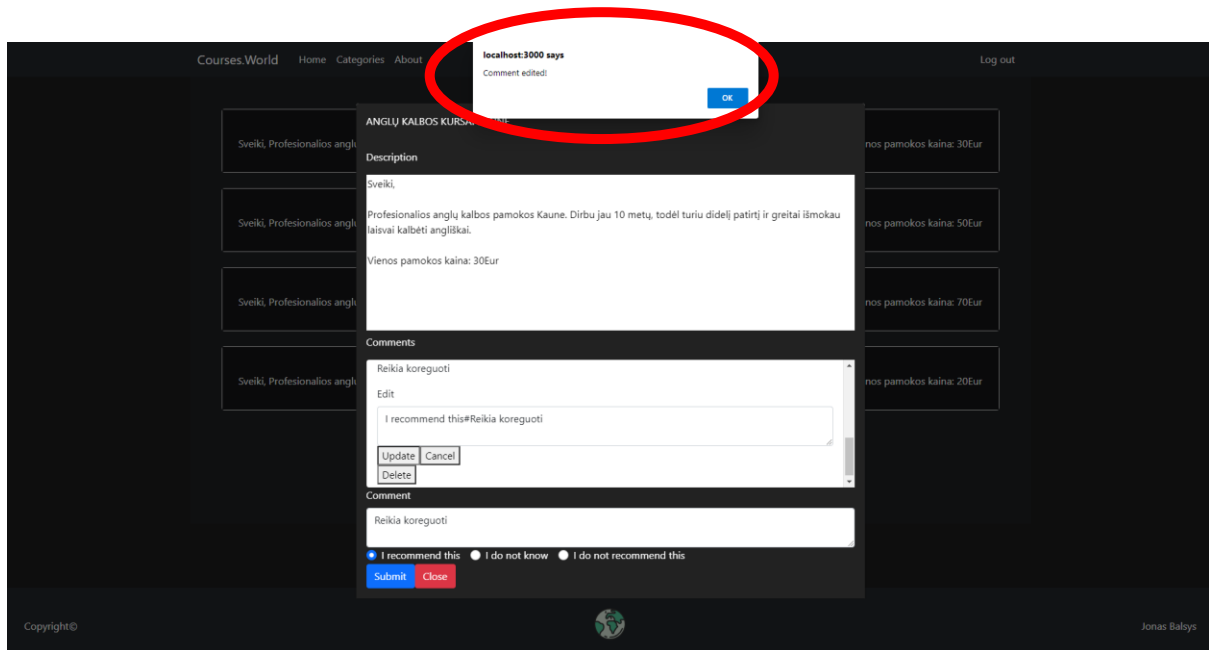 Courses.World Home Categories About
localhost:3000 says
Comment edited!
OK
Log out
ANGLŲ KALBOS KURSA
Description
Sveiki,
Profesionalios anglų kalbos pamokos Kaune. Dirbu jau 10 metų, todėl turiu didelį patirtį ir greitai išmokau
laisvai kalbėti angliškai.
Vienos pamokos kaina: 30Eur
Sveiki, Profesionalios anglų
nos pamokos kaina: 30Eur
Sveiki, Profesionalios anglų
nos pamokos kaina: 50Eur
Sveiki, Profesionalios anglų
nos pamokos kaina: 70Eur
Sveiki, Profesionalios anglų
nos pamokos kaina: 20Eur
Comments
Reikia koreguoti
Edit
I recommend this#Reikia koreguoti
Update Cancel
Delete
Comment
Reikia koreguoti
I recommend this I do not know I do not recommend this
Submit Close
Copyright©
Jonas Balsys